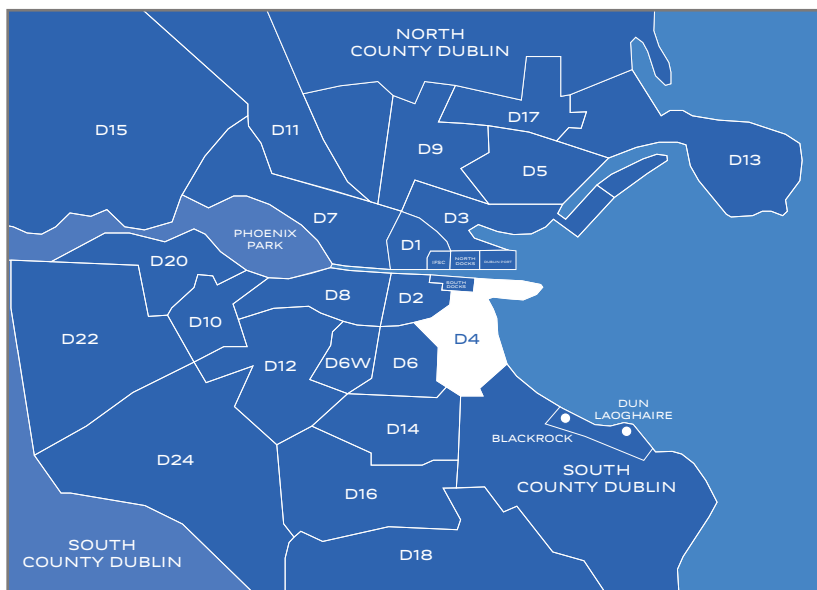 NORTH
COUNTY DUBLIN
D15
D11
D17
D9
D5
D13
D7
D3
PHOENIX
PARK
D1
D20
IFSC
NORTH
DOCKS
DUBLIN PORT
SOUTH
DOCKS
D8
D2
D10
D22
D4
D12
D6W
D6
DUN
LAOGHAIRE
D14
BLACKROCK
D24
SOUTH
COUNTY DUBLIN
D16
SOUTH
COUNTY DUBLIN
D18